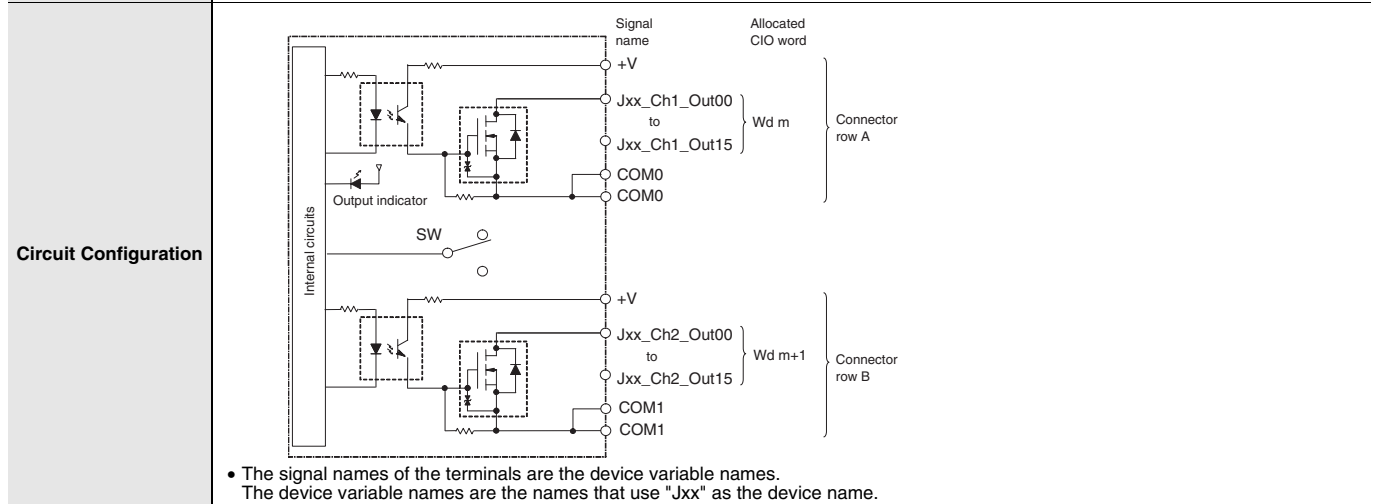 Circuit Configuration
Signal
name
Allocated
CIO word
+V
Jxx_Ch1_Out00
to
Jxx_Ch1_Out15
Wd m
Connector
row A
COM0
COM0
Output indicator
Internal circuits
SW
+V
Jxx_Ch2_Out00
to
Jxx_Ch2_Out15
Wd m+1
Connector
row B
COM1
COM1
• The signal names of the terminals are the device variable names.
The device variable names are the names that use "Jxx" as the device name.